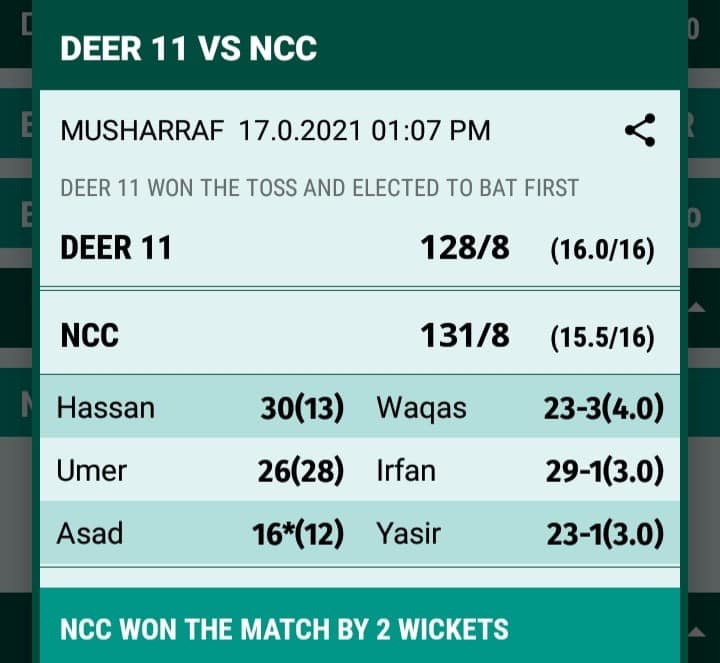 DEER 11 VS NCC
MUSHARRAF 17.0.2021 01:07 PM
DEER 11 WON THE TOSS AND ELECTED TO BAT FIRST
DEER 11 128/8 (16.0/16)
NCC 131/8 (15.5/16)
Hassan 30(13) Waqas 23-3(4.0)
Umer 26(28) Irfan 29-1(3.0)
Asad 16*(12) Yasir 23-1(3.0)
NCC WON THE MATCH BY 2 WICKETS